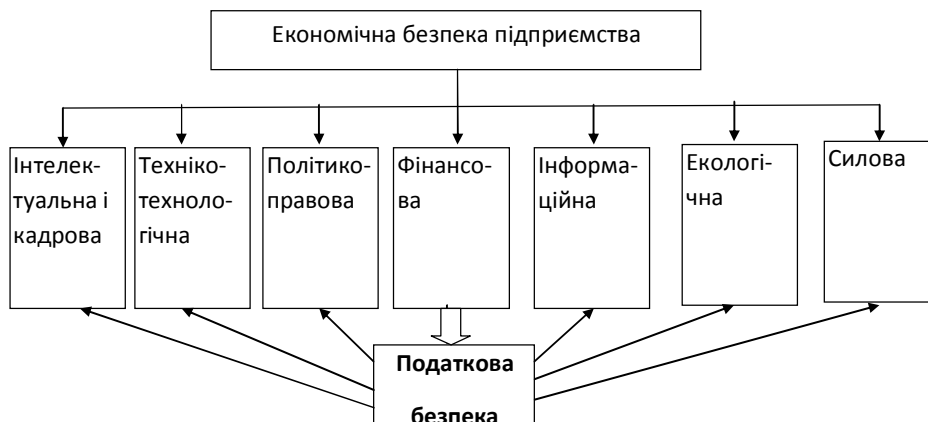 Економічна безпека підприємства
Інтелек-
туальна і
кадрова
Техніко-
техноло-
гічна
Політико-
правова
Фінансо-
ва
Інформа-
ційна
Екологі-
чна
Силова
Податкова
безпека